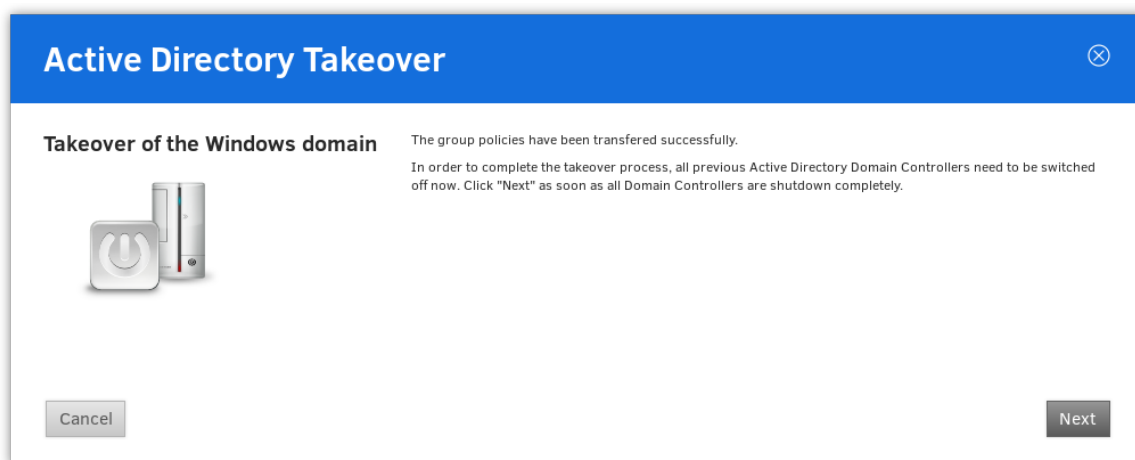 Active Directory Takeover
Takeover of the Windows domain
The group policies have been transfered successfully.
In order to complete the takeover process, all previous Active Directory Domain Controllers need to be switched
off now. Click "Next" as soon as all Domain Controllers are shutdown completely.
Cancel
Next